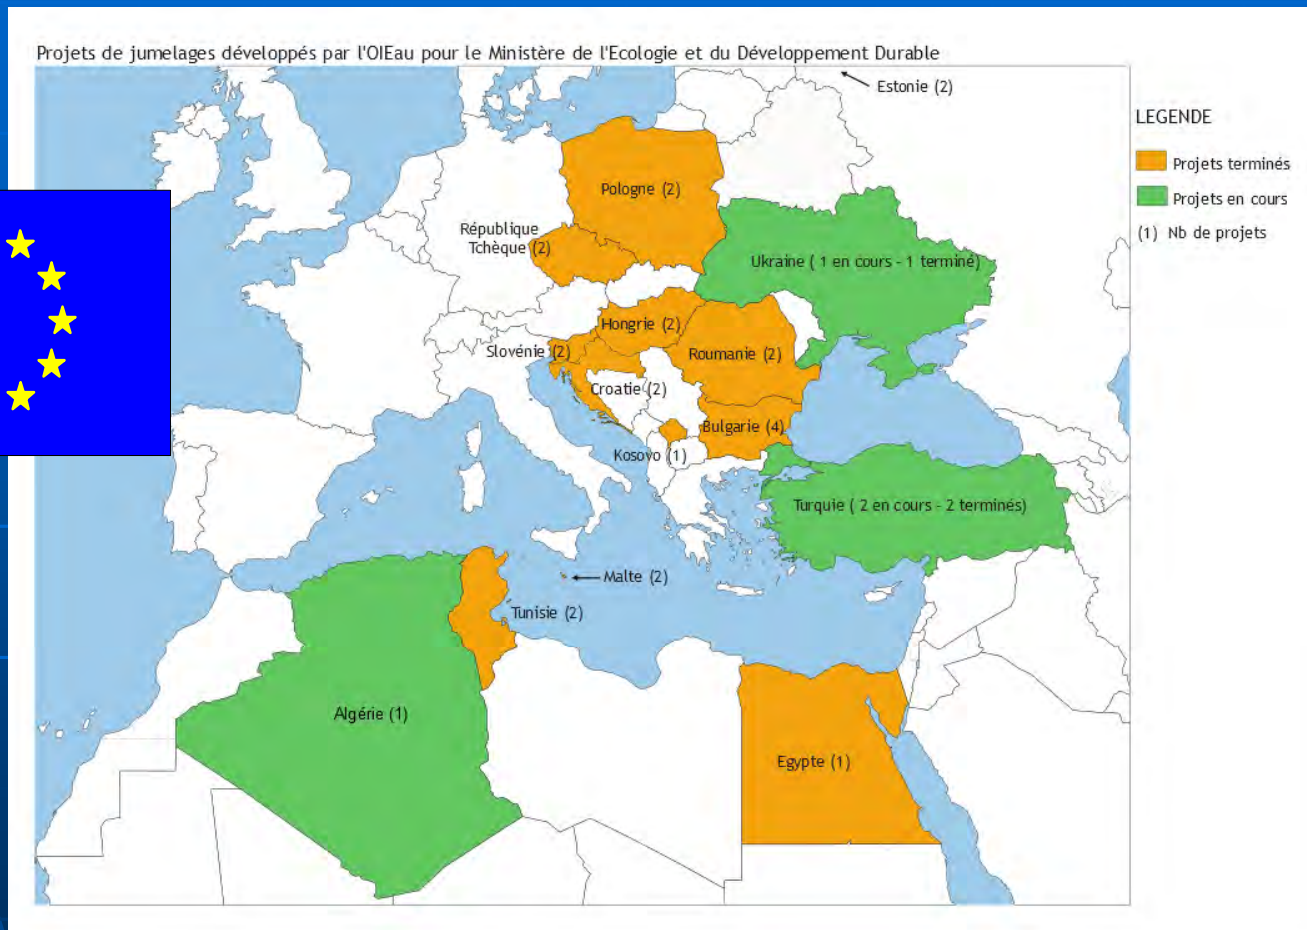 Projets de jumelages développés par l'OIEau pour le Ministère de l'Ecologie et du Développement Durable
Estonie (2)
LEGENDE
Projets terminés
Projets en cours
(1) Nb de projets
Pologne (2)
République
Tchèque (2)
Ukraine ( 1 en cours - 1 terminé)
Hongrie (2)
Slovénie (2)
Roumanie (2)
Croatie (2)
Bulgarie (4)
Kosovo (1)
Turquie ( 2 en cours - 2 terminés)
Malte (2)
Tunisie (2)
Algérie (1)
Egypte (1)